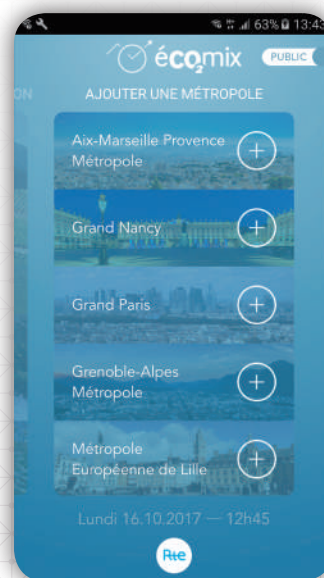 63% 13:43
éco₂mix PUBLIC
ON AJOUTER UNE MÉTROPOLE
Aix-Marseille Provence
Métropole
Grand Nancy
Grand Paris
Grenoble-Alpes
Métropole
Métropole
Européenne de Lille
Lundi 16.10.2017 — 12h45
Rte